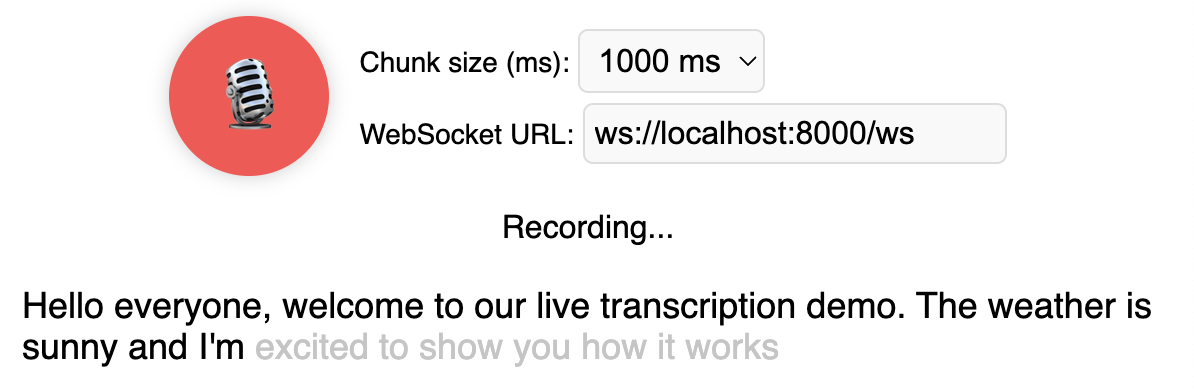 Chunk size (ms): 1000 ms
WebSocket URL: ws://localhost:8000/ws
Recording...
Hello everyone, welcome to our live transcription demo. The weather is
sunny and I'm excited to show you how it works